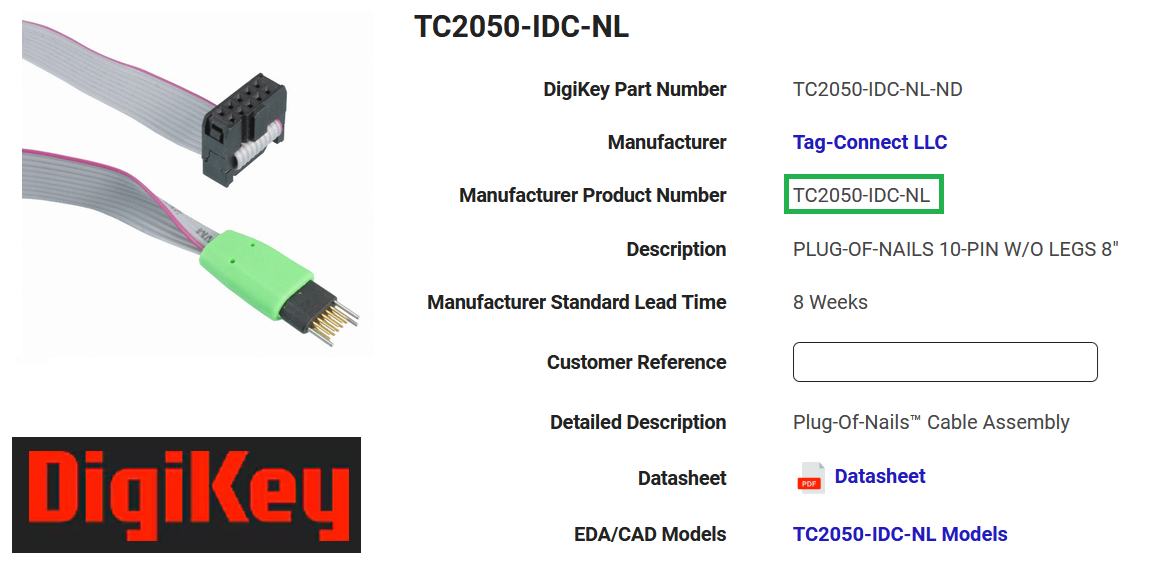 TC2050-IDC-NL
DigiKey Part Number TC2050-IDC-NL-ND
Manufacturer Tag-Connect LLC
Manufacturer Product Number TC2050-IDC-NL
Description PLUG-OF-NAILS 10-PIN W/O LEGS 8"
Manufacturer Standard Lead Time 8 Weeks
Customer Reference
Detailed Description Plug-Of-Nails™ Cable Assembly
Datasheet PDF Datasheet
EDA/CAD Models TC2050-IDC-NL Models
DigiKey